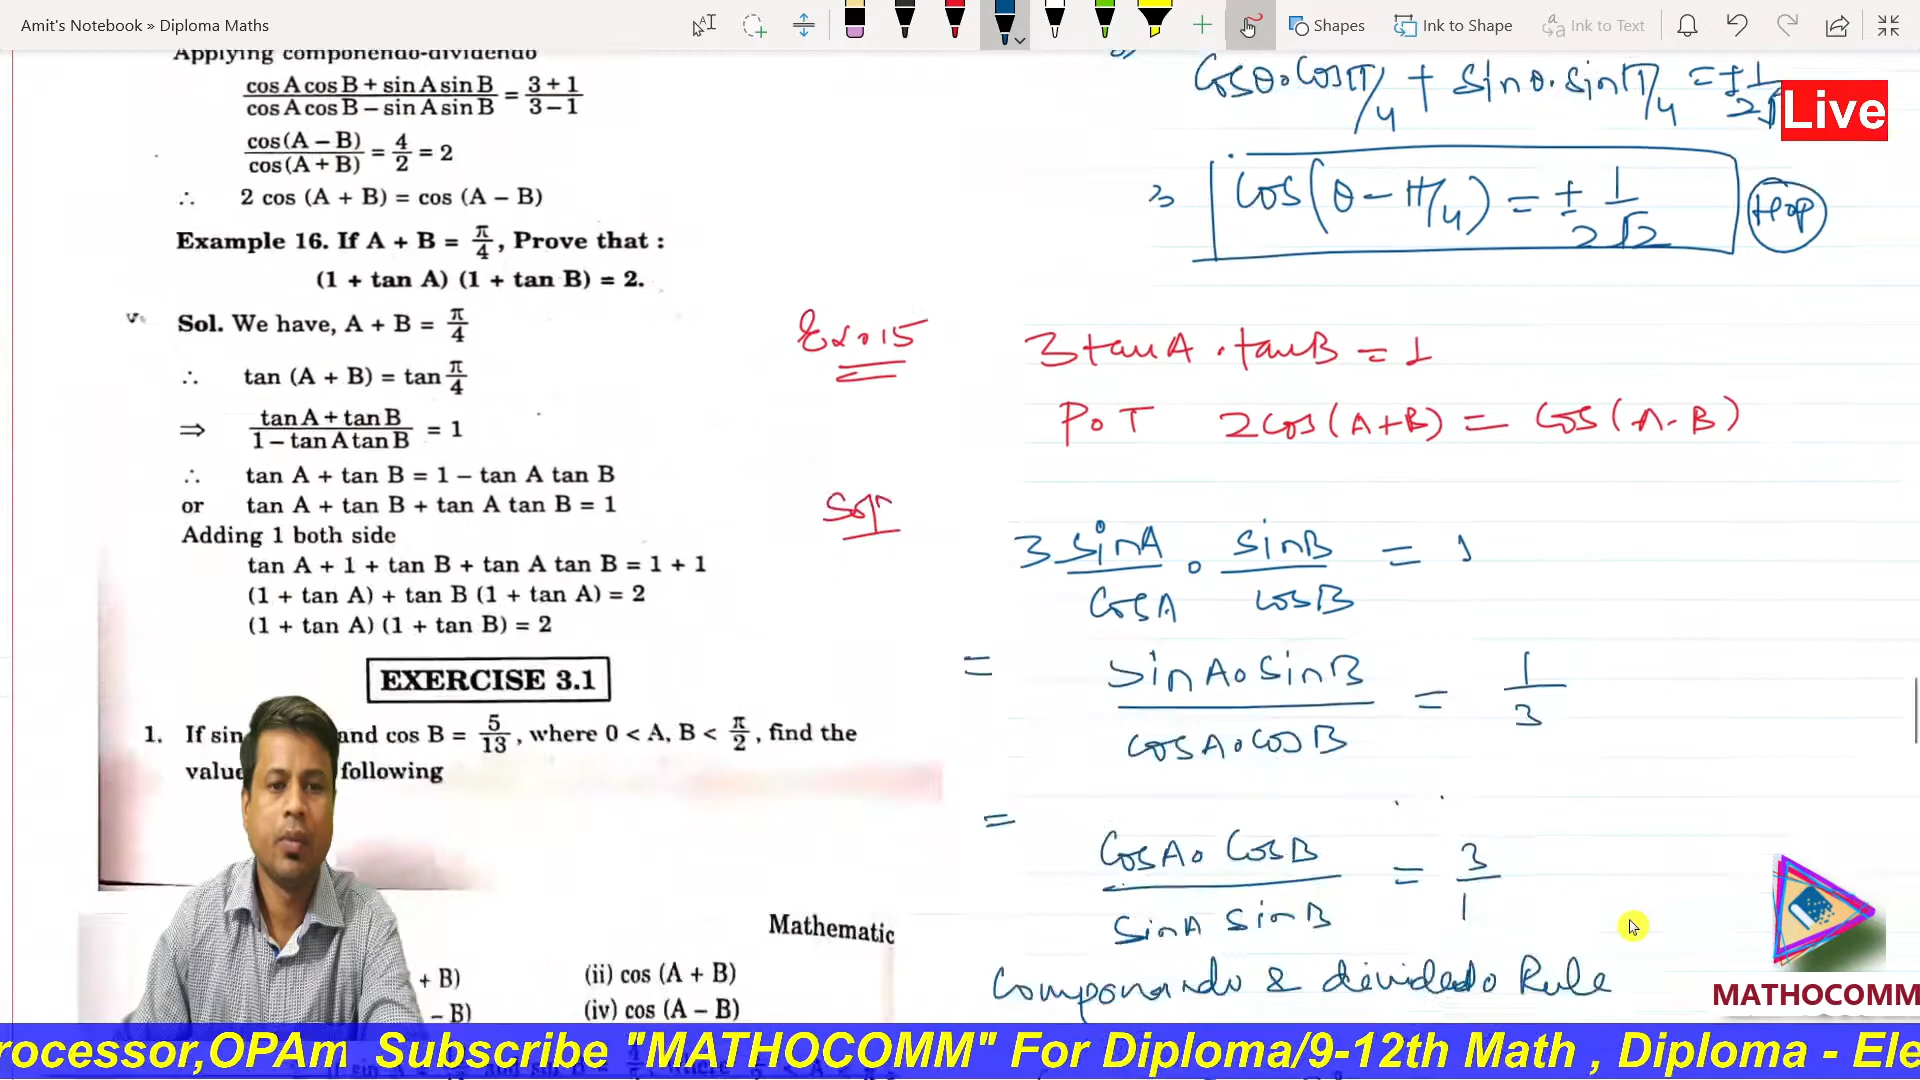 Amit's Notebook » Diploma Maths
Shapes
Ink to Shape
Ink to Text
Applying componendo-dividendo
cos A cos B + sin A sin B / cos A cos B − sin A sin B = 3 + 1 / 3 − 1
cos (A − B) / cos (A + B) = 4/2 = 2
∴ 2 cos (A + B) = cos (A − B)
Example 16. If A + B = π/4, Prove that :
(1 + tan A) (1 + tan B) = 2.
Sol. We have, A + B = π/4
∴ tan (A + B) = tan π/4
⇒ tan A + tan B / 1 − tan A tan B = 1
∴ tan A + tan B = 1 − tan A tan B
or tan A + tan B + tan A tan B = 1
Adding 1 both side
tan A + 1 + tan B + tan A tan B = 1 + 1
(1 + tan A) + tan B (1 + tan A) = 2
(1 + tan A) (1 + tan B) = 2
EXERCISE 3.1
1. If sin and cos B = 5/13, where 0 < A, B < π/2, find the
value following
Mathematic
+ B) (ii) cos (A + B)
− B) (iv) cos (A − B)
cosθ.cosπ/4 + sinθ.sinπ/4 = ± 1/2√
Live
cos(θ − π/4) = ± 1/2√2
Ex.15
3tanA.tanB = 1
P.T 2cos(A+B) = cos(A-B)
Sol
3 sinA/cosA . sinB/cosB = 1
= sinA.sinB / cosA.cosB = 1/3
= cosA.cosB / sinA sinB = 3/1
componando & dividedo Rule
MATHOCOMM
rocessor,OPAm Subscribe "MATHOCOMM" For Diploma/9-12th Math , Diploma - Ele